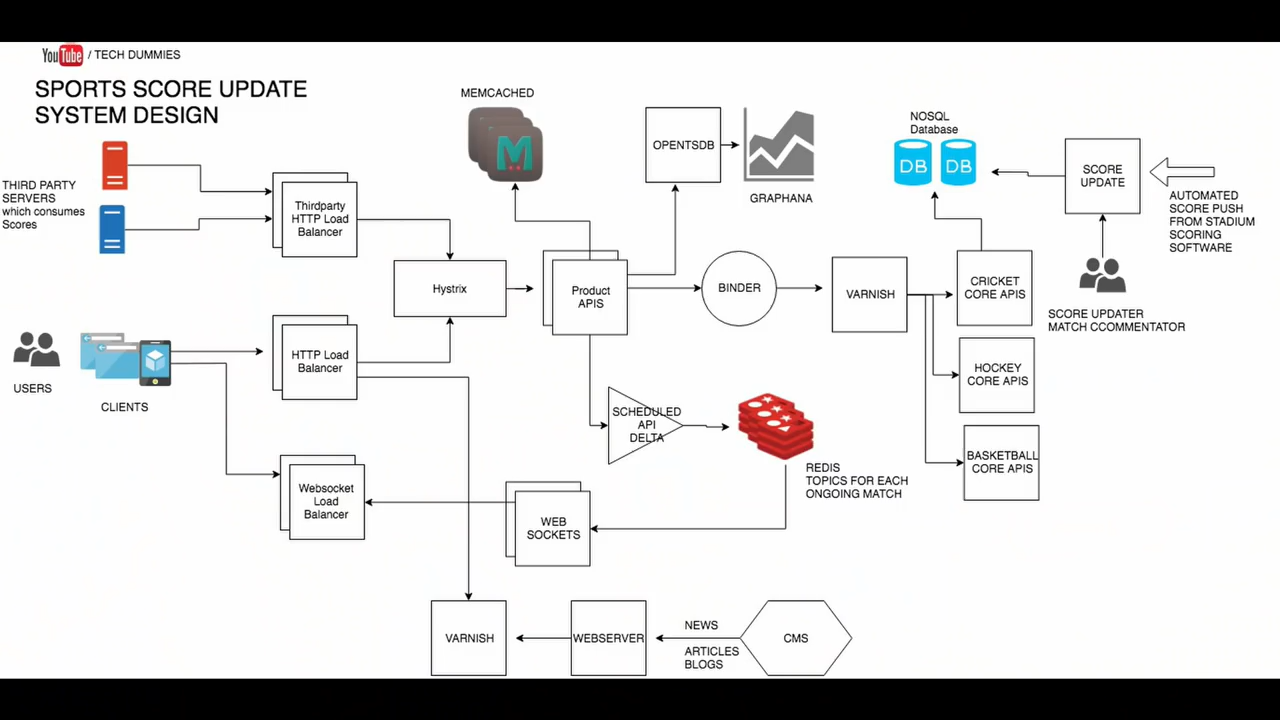 YouTube / TECH DUMMIES
SPORTS SCORE UPDATE
SYSTEM DESIGN
MEMCACHED
M
OPENTSDB
GRAPHANA
NOSQL
Database
DB
DB
SCORE
UPDATE
AUTOMATED
SCORE PUSH
FROM STADIUM
SCORING
SOFTWARE
THIRD PARTY
SERVERS
which consumes
Scores
Thirdparty
HTTP Load
Balancer
Hystrix
Product
APIS
BINDER
VARNISH
CRICKET
CORE APIS
SCORE UPDATER
MATCH CCOMMENTATOR
USERS
CLIENTS
HTTP Load
Balancer
HOCKEY
CORE APIS
SCHEDULED
API
DELTA
REDIS
TOPICS FOR EACH
ONGOING MATCH
BASKETBALL
CORE APIS
Websocket
Load
Balancer
WEB
SOCKETS
VARNISH
WEBSERVER
NEWS
ARTICLES
BLOGS
CMS